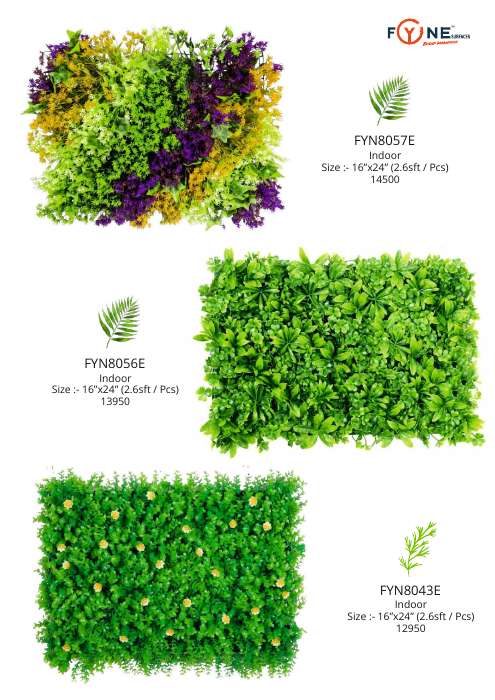 FYNE SURFACES
FYN8057E
Indoor
Size :- 16”x24” (2.6sft / Pcs)
14500
FYN8056E
Indoor
Size :- 16”x24” (2.6sft / Pcs)
13950
FYN8043E
Indoor
Size :- 16”x24” (2.6sft / Pcs)
12950